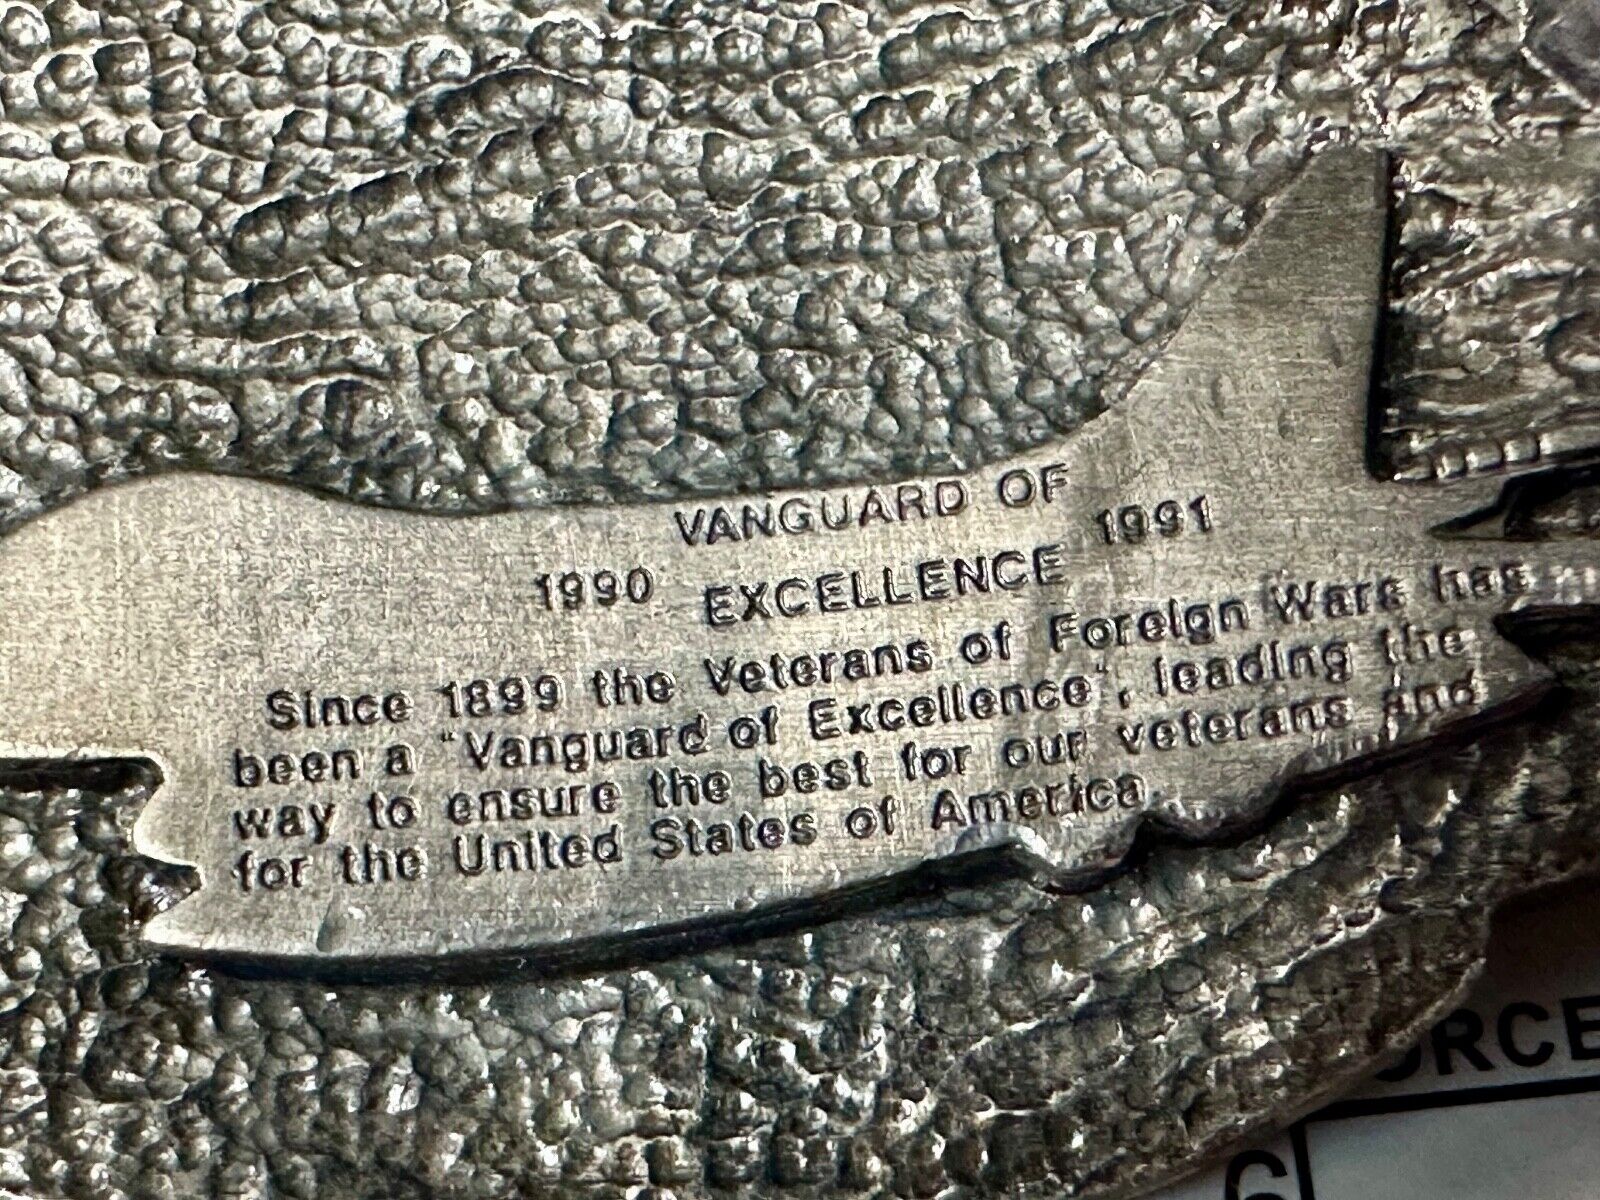 VANGUARD OF
1990 EXCELLENCE 1991
Since 1899 the Veterans of Foreign Wars has
been a "Vanguard of Excellence", leading the
way to ensure the best for our veterans and
for the United States of America.
ORCE
G